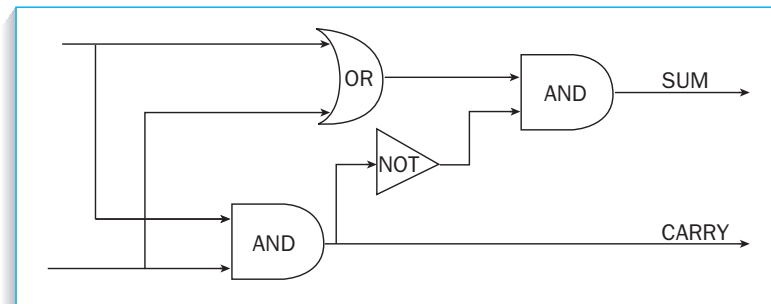 OR
AND
SUM
NOT
AND
CARRY